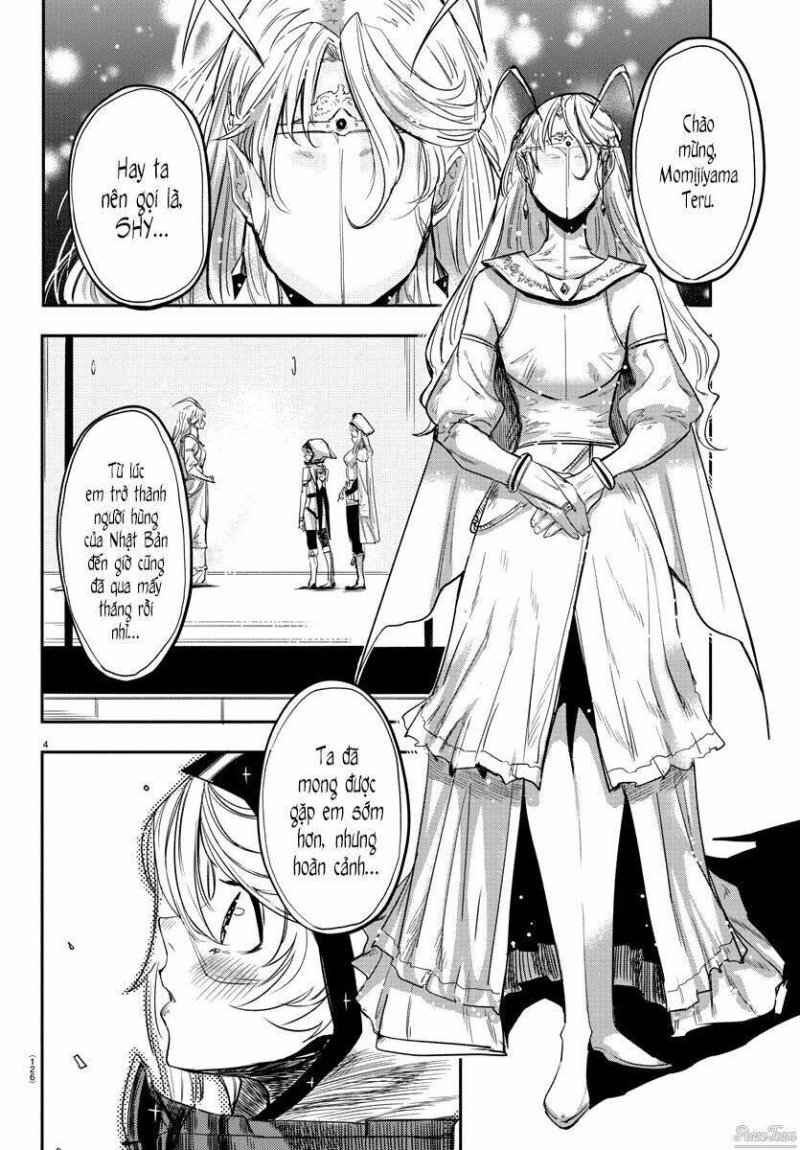 Chào
mừng,
Momijiyama
Teru.
Hay ta
nên gọi là,
SHY...
Từ lúc
em trở thành
người hùng
của Nhật Bản
đến giờ cũng
đã qua mấy
tháng rồi
nhỉ...
4
Ta đã
mong được
gặp em sớm
hơn, nhưng
hoàn cảnh...
(126)
PeaceTeam